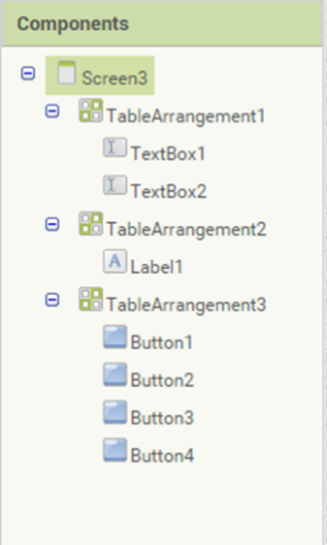 Components
Screen3
TableArrangement1
TextBox1
TextBox2
TableArrangement2
A Label1
TableArrangement3
Button1
Button2
Button3
Button4